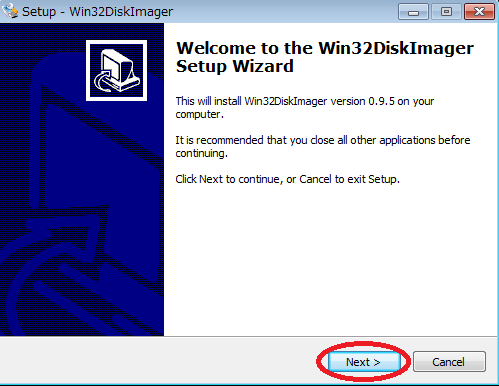 Setup - Win32DiskImager
Welcome to the Win32DiskImager
Setup Wizard
This will install Win32DiskImager version 0.9.5 on your
computer.
It is recommended that you close all other applications before
continuing.
Click Next to continue, or Cancel to exit Setup.
Next >
Cancel